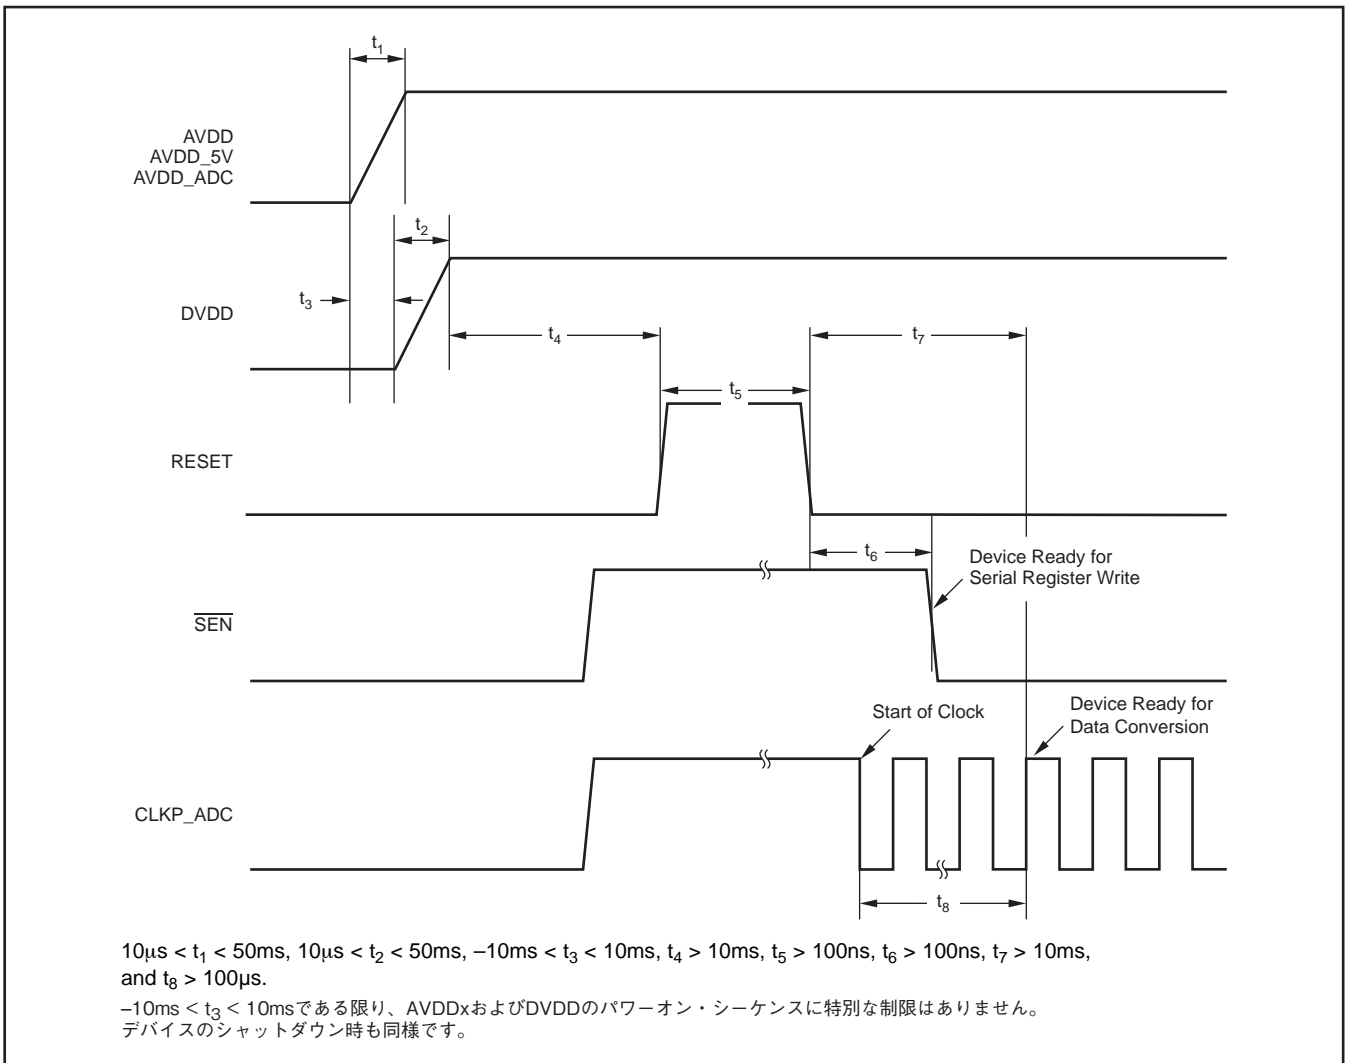 t1
AVDD
AVDD_5V
AVDD_ADC
t2
t3
DVDD
t4
t7
t5
RESET
t6
Device Ready for
Serial Register Write
SEN
Start of Clock
Device Ready for
Data Conversion
CLKP_ADC
t8
10μs < t1 < 50ms, 10μs < t2 < 50ms, –10ms < t3 < 10ms, t4 > 10ms, t5 > 100ns, t6 > 100ns, t7 > 10ms,
and t8 > 100μs.
–10ms < t3 < 10msである限り、AVDDxおよびDVDDのパワーオン・シーケンスに特別な制限はありません。
デバイスのシャットダウン時も同様です。